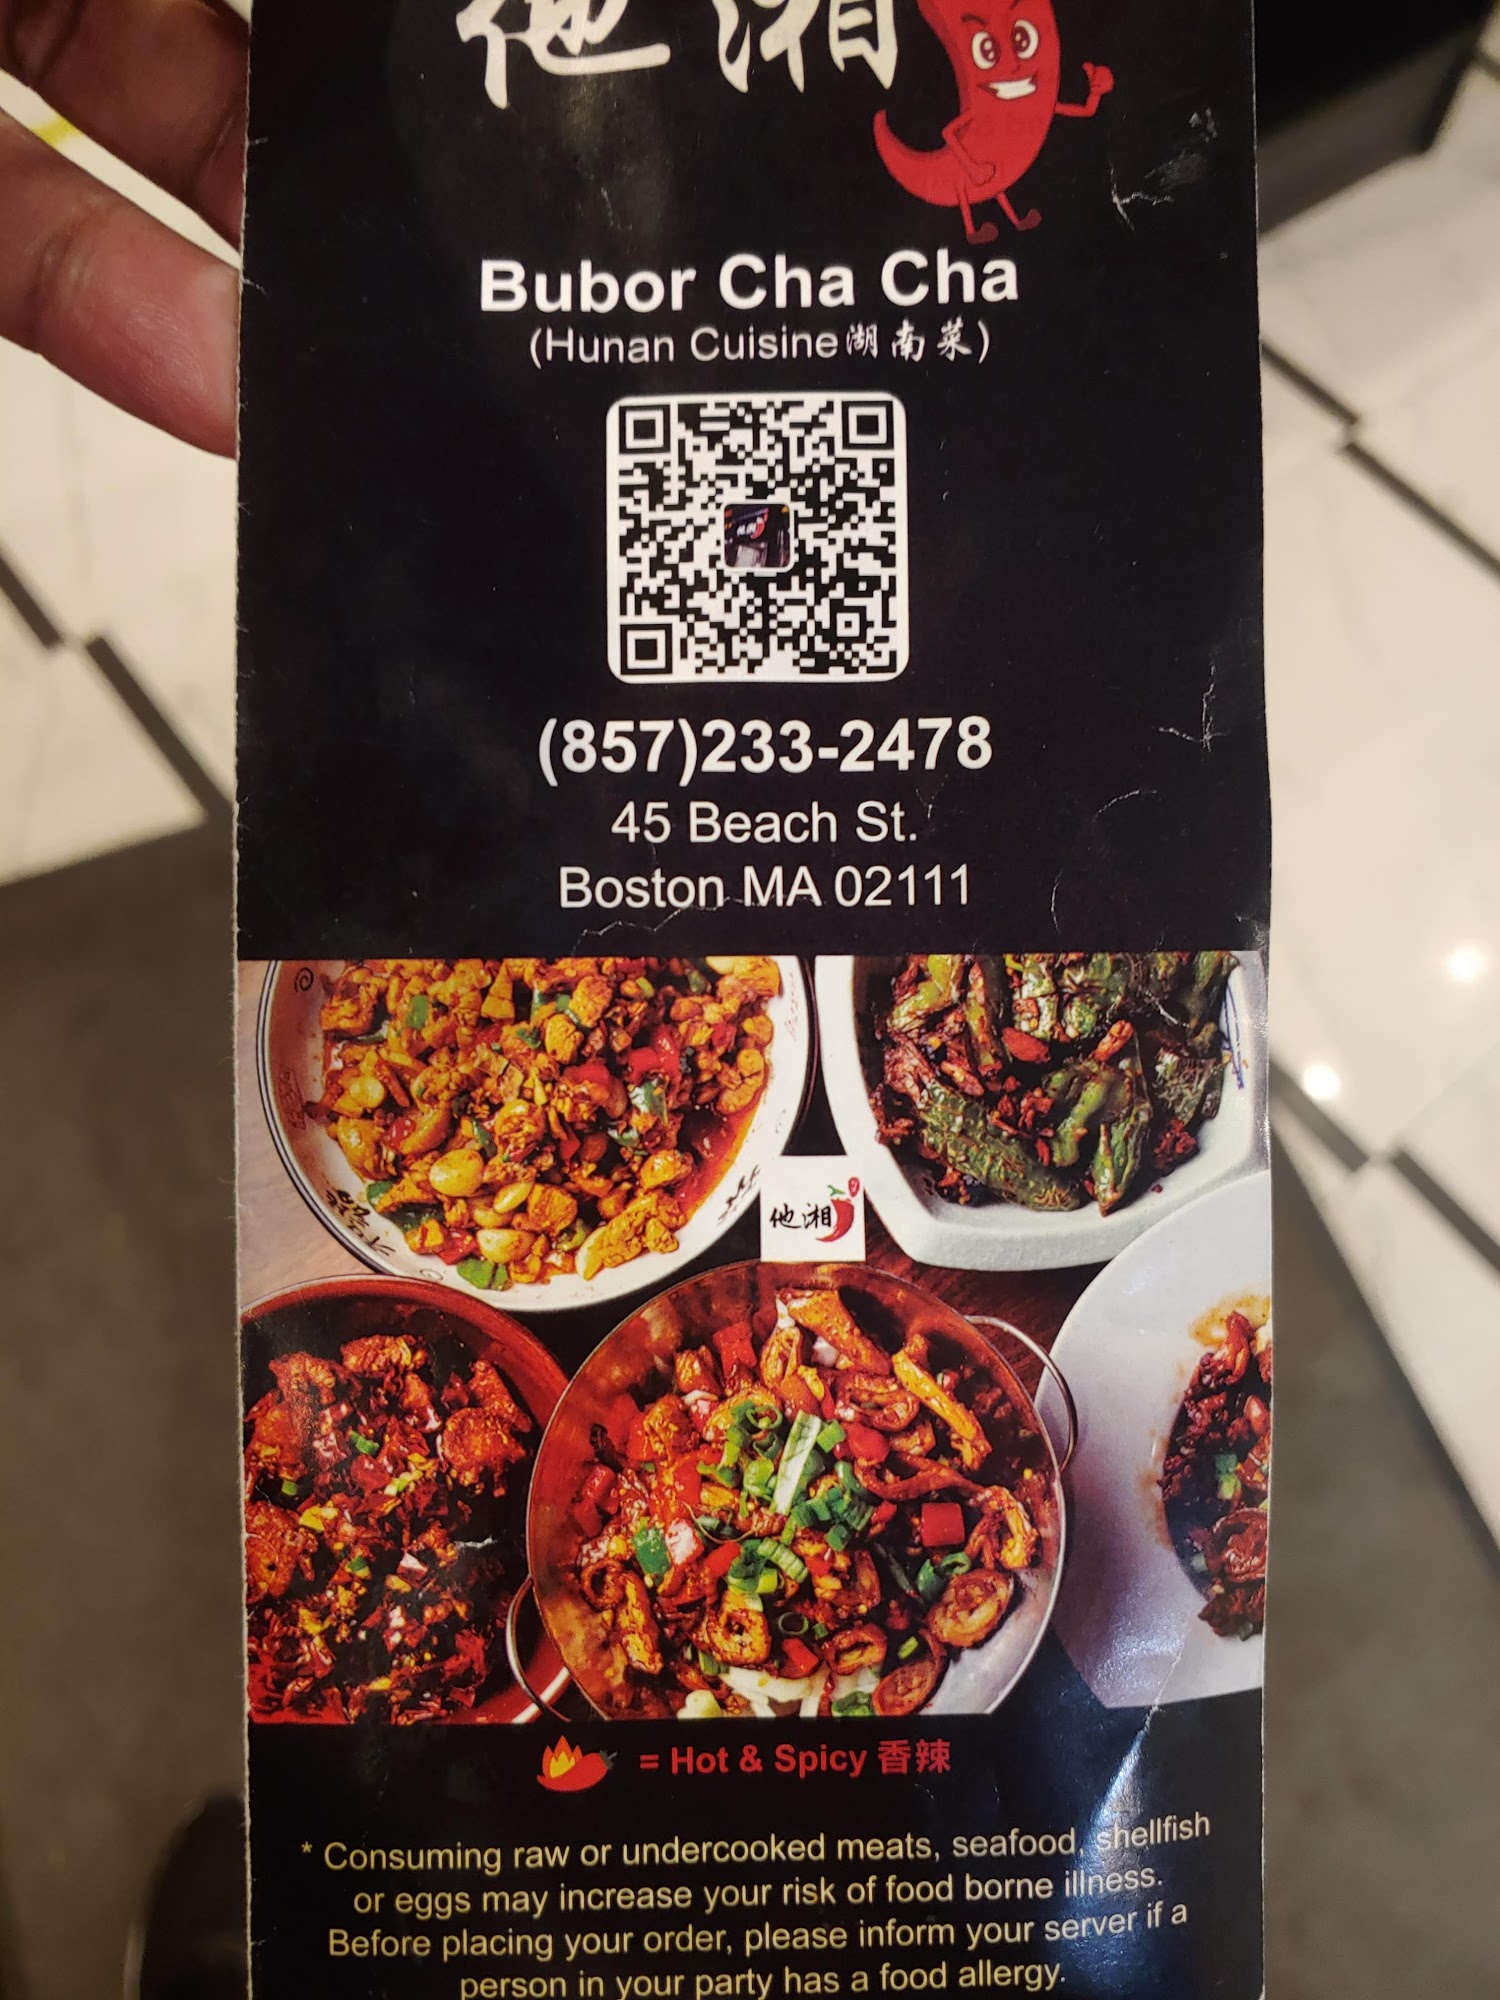 他湘
Bubor Cha Cha
(Hunan Cuisine湖南菜)
(857)233-2478
45 Beach St.
Boston MA 02111
他湘
= Hot & Spicy 香辣
* Consuming raw or undercooked meats, seafood, shellfish
or eggs may increase your risk of food borne illness.
Before placing your order, please inform your server if a
person in your party has a food allergy.